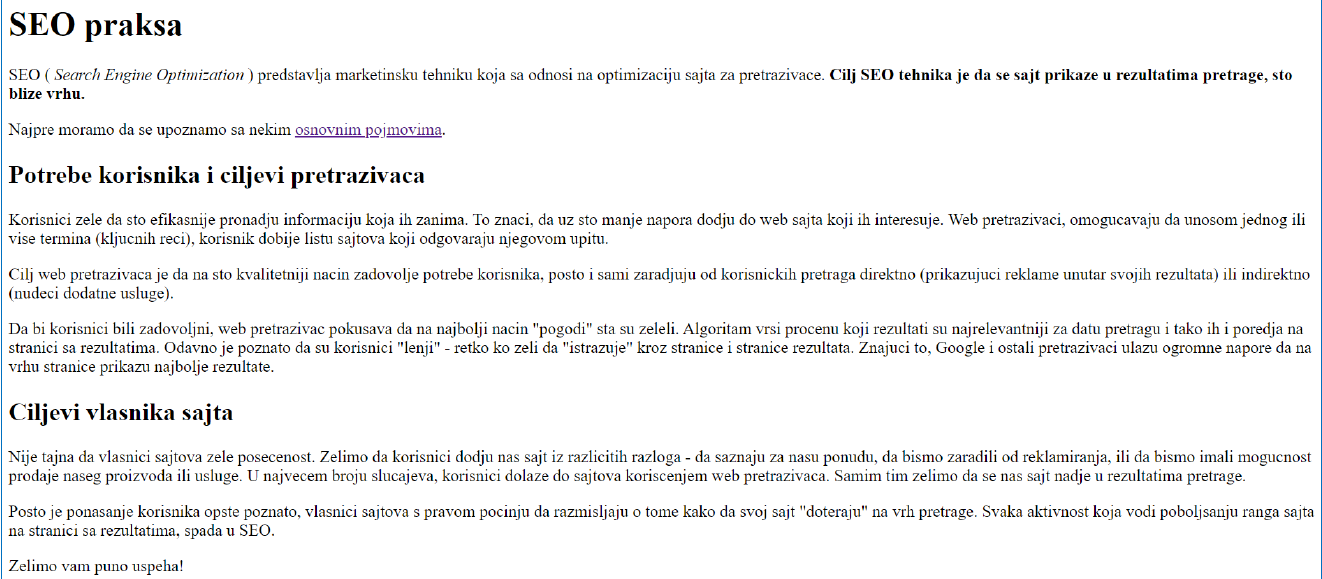 SEO praksa
SEO ( Search Engine Optimization ) predstavlja marketinsku tehniku koja sa odnosi na optimizaciju sajta za pretrazivace. Cilj SEO tehnika je da se sajt prikaze u rezultatima pretrage, sto
blize vrhu.
Najpre moramo da se upoznamo sa nekim osnovnim pojmovima.
Potrebe korisnika i ciljevi pretrazivaca
Korisnici zele da sto efikasnije pronadju informaciju koja ih zanima. To znaci, da uz sto manje napora dodju do web sajta koji ih interesuje. Web pretrazivaci, omogucavaju da unosom jednog ili
vise termina (kljucnih reci), korisnik dobije listu sajtova koji odgovaraju njegovom upitu.
Cilj web pretrazivaca je da na sto kvalitetniji nacin zadovolje potrebe korisnika, posto i sami zaradjuju od korisnickih pretraga direktno (prikazujuci reklame unutar svojih rezultata) ili indirektno
(nudeci dodatne usluge).
Da bi korisnici bili zadovoljni, web pretrazivac pokusava da na najbolji nacin "pogodi" sta su zeleli. Algoritam vrsi procenu koji rezultati su najrelevantniji za datu pretragu i tako ih i poredja na
stranici sa rezultatima. Odavno je poznato da su korisnici "lenji" - retko ko zeli da "istrazuje" kroz stranice i stranice rezultata. Znajuci to, Google i ostali pretrazivaci ulazu ogromne napore da na
vrhu stranice prikazu najbolje rezultate.
Ciljevi vlasnika sajta
Nije tajna da vlasnici sajtova zele posecenost. Zelimo da korisnici dodju nas sajt iz razlicitih razloga - da saznaju za nasu ponudu, da bismo zaradili od reklamiranja, ili da bismo imali mogucnost
prodaje naseg proizvoda ili usluge. U najvecem broju slucajeva, korisnici dolaze do sajtova koriscenjem web pretrazivaca. Samim tim zelimo da se nas sajt nadje u rezultatima pretrage.
Posto je ponasanje korisnika opste poznato, vlasnici sajtova s pravom pocinju da razmisljaju o tome kako da svoj sajt "doteraju" na vrh pretrage. Svaka aktivnost koja vodi poboljsanju ranga sajta
na stranici sa rezultatima, spada u SEO.
Zelimo vam puno uspeha!